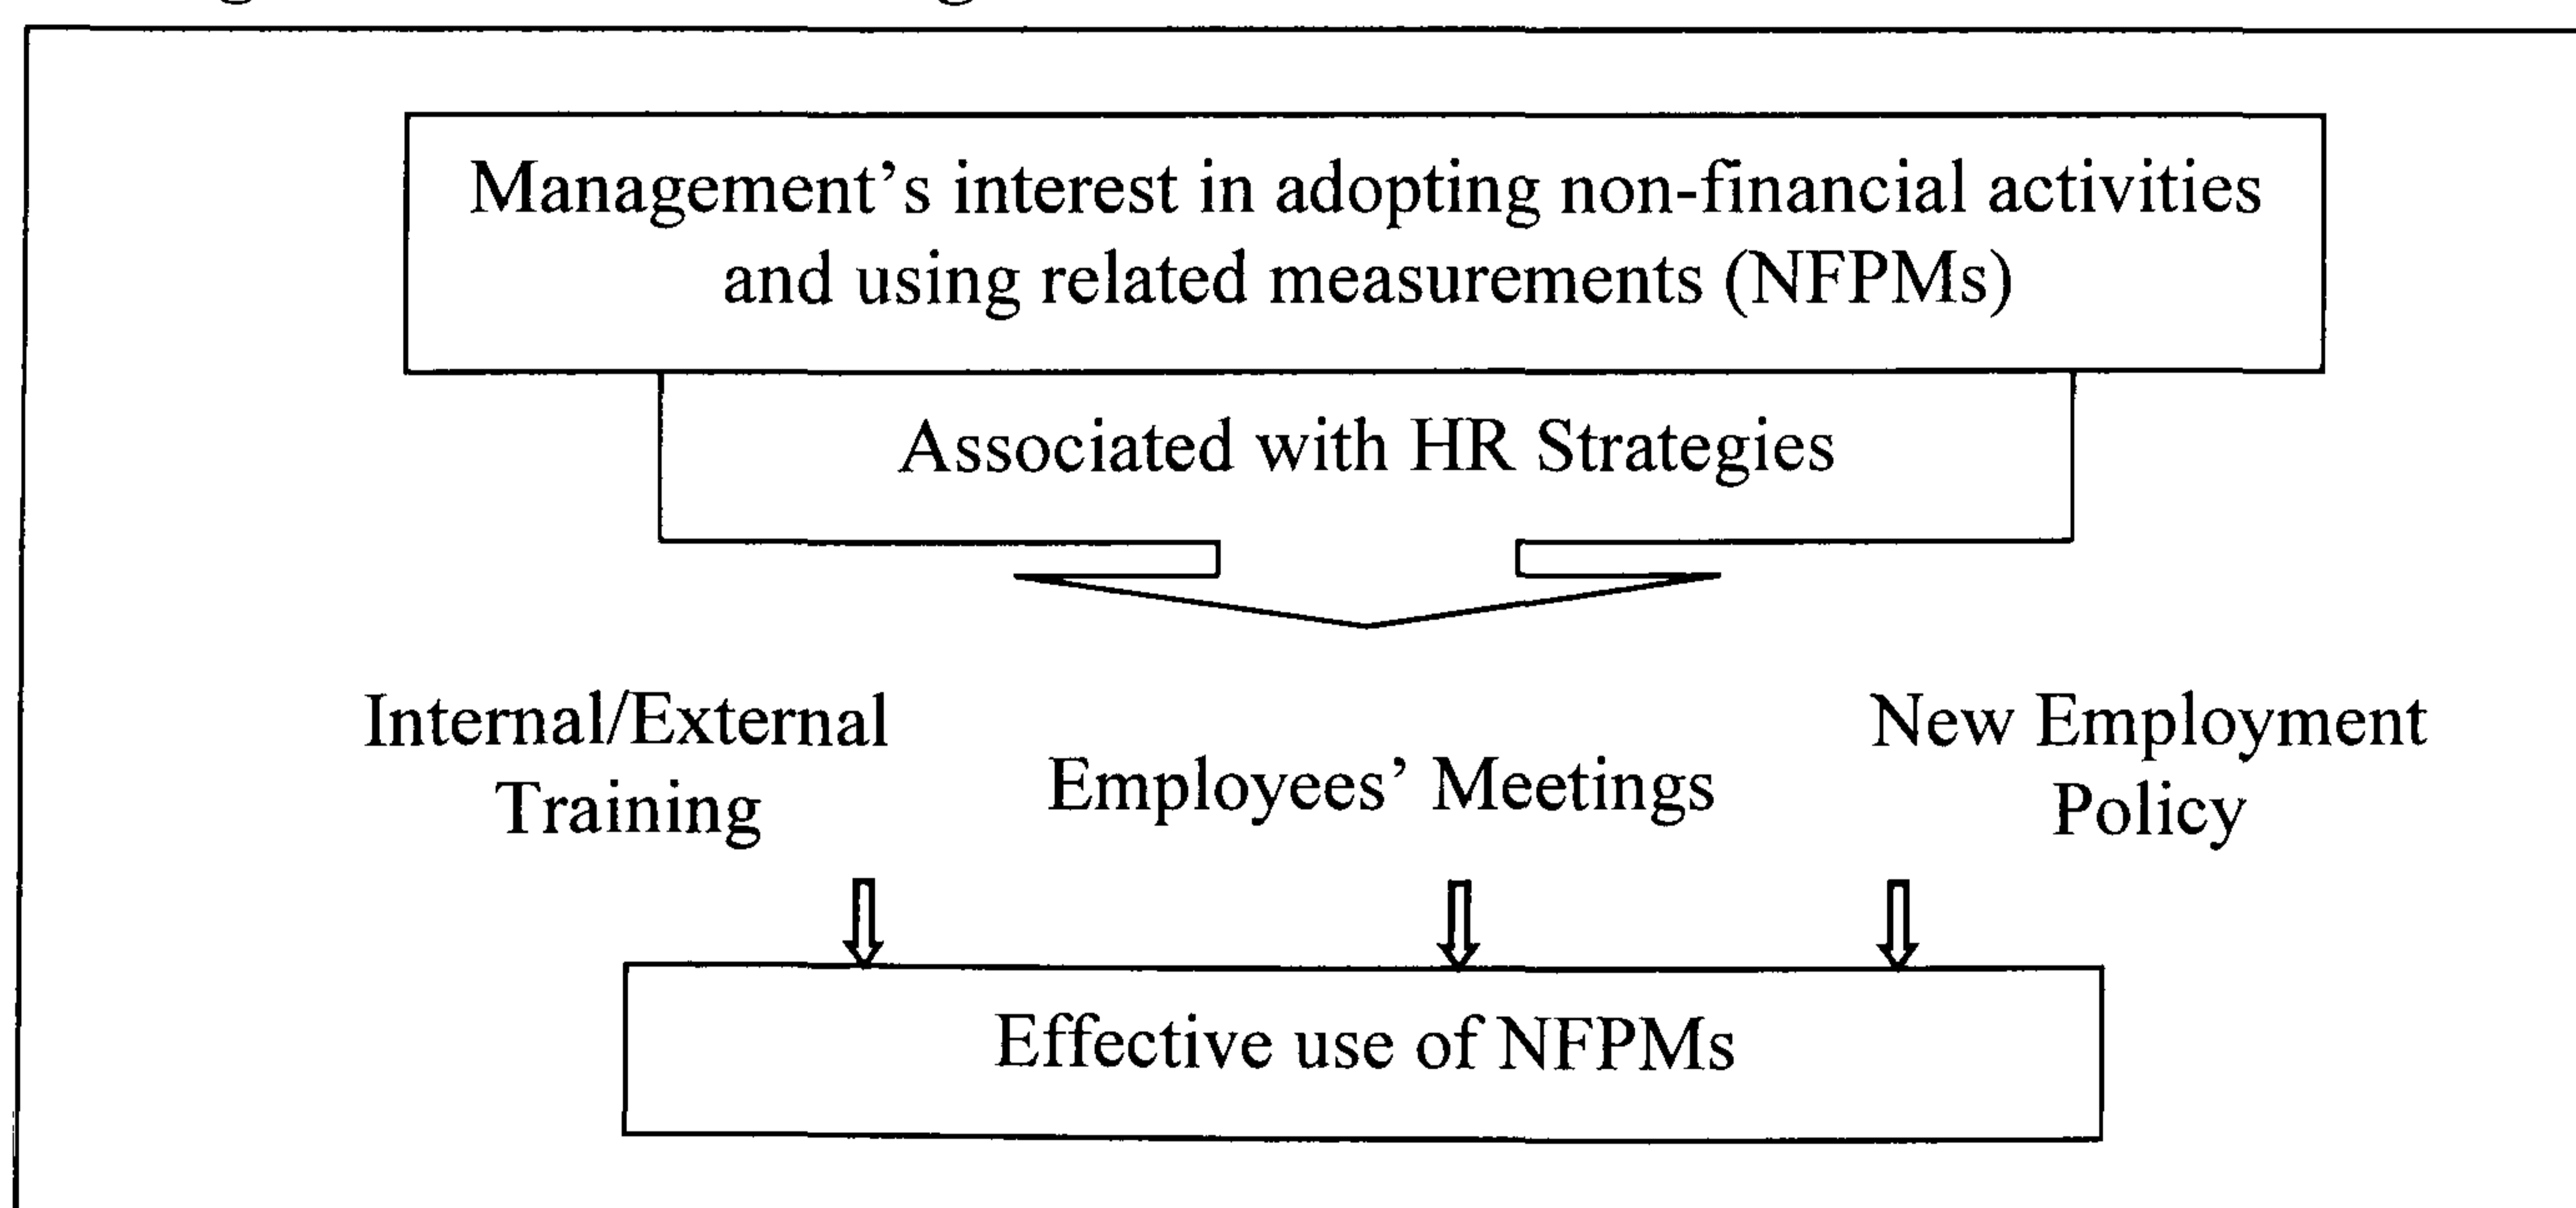 Management’s interest in adopting non-financial activities
and using related measurements (NFPMs)
Associated with HR Strategies
Internal/External
Training
Employees’ Meetings
New Employment
Policy
Effective use of NFPMs